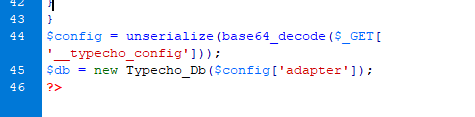 42 }
43 }
44 $config = unserialize(base64_decode($_GET[
'__typecho_config']));
45 $db = new Typecho_Db($config['adapter']);
46 ?>